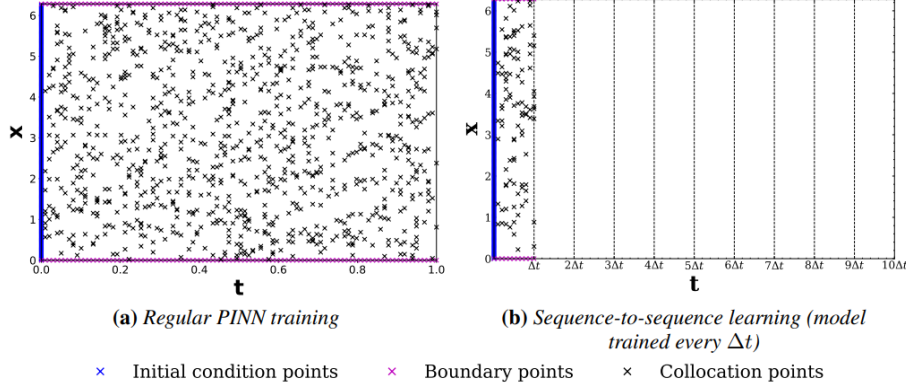 6
5
4
3
2
1
0
x
0.0 0.2 0.4 0.6 0.8 1.0
t
(a) Regular PINN training
6
5
4
3
2
1
0
x
Δt 2Δt 3Δt 4Δt 5Δt 6Δt 7Δt 8Δt 9Δt 10Δt
t
(b) Sequence-to-sequence learning (model
trained every Δt)
× Initial condition points × Boundary points × Collocation points